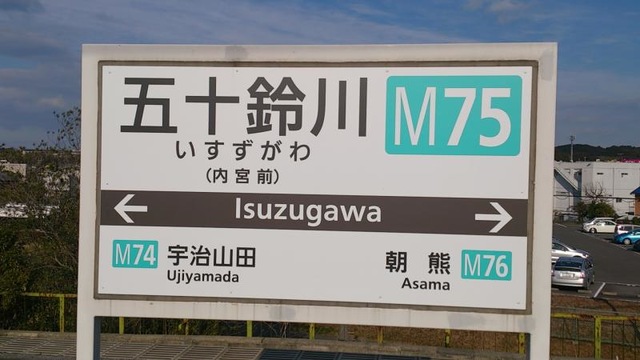 五十鈴川 M75
いすずがわ
(内宮前)
← Isuzugawa →
M74 宇治山田 朝熊 M76
Ujiyamada Asama